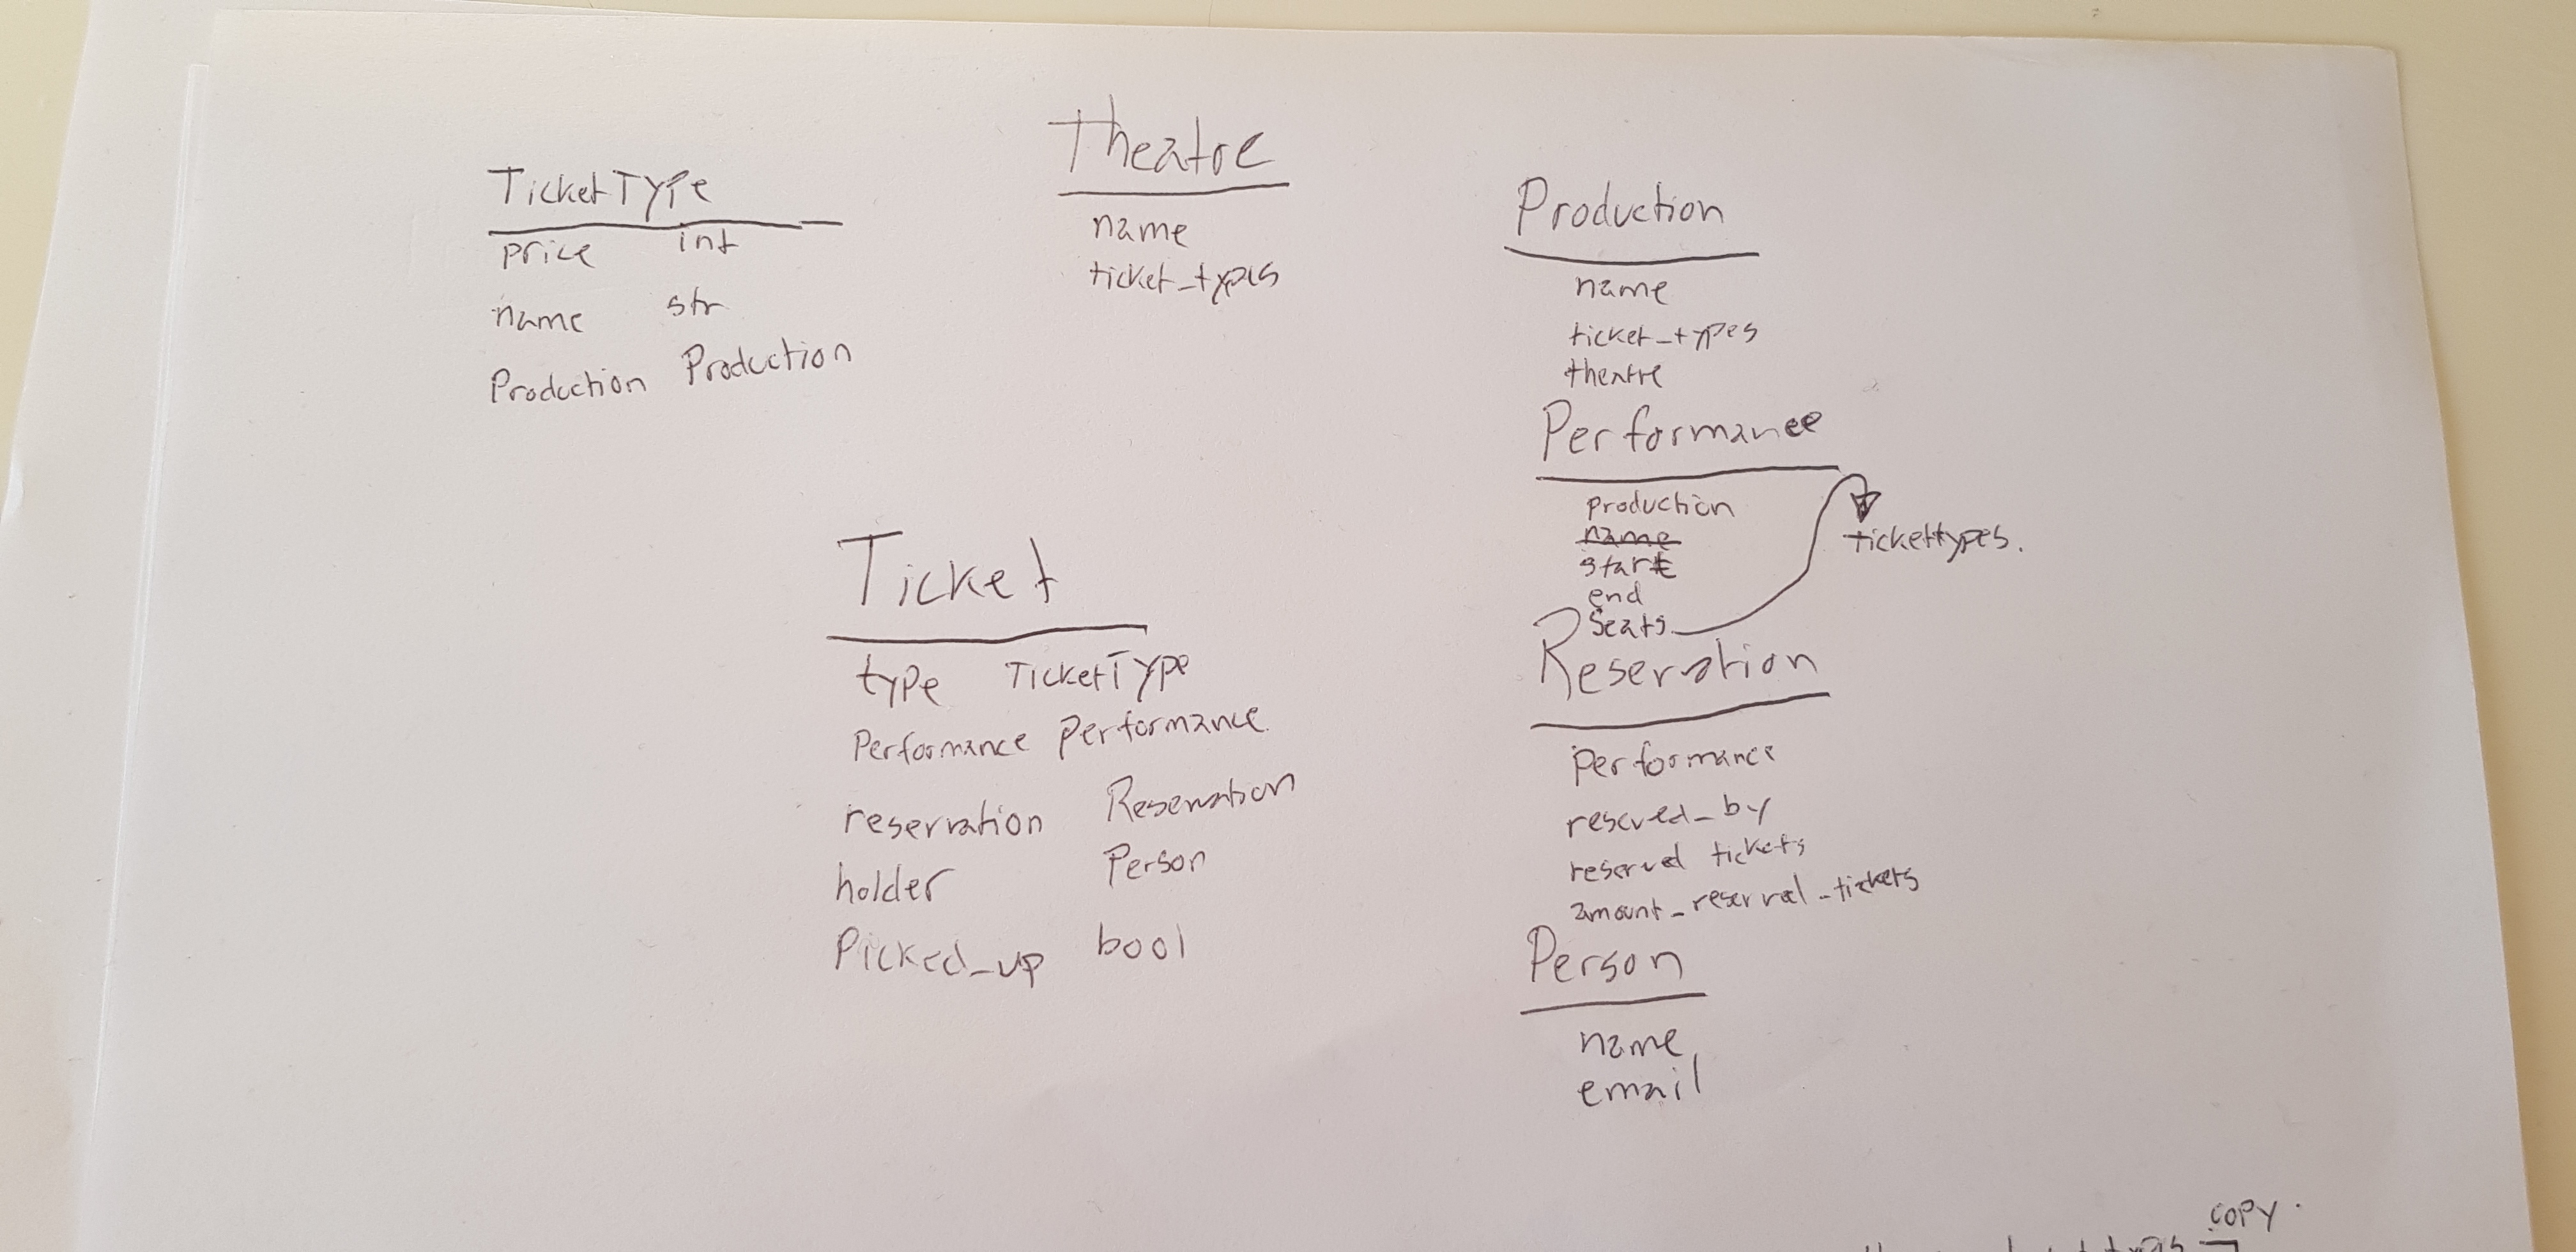 TicketType
price int
name str
Production Production
Theatre
name
ticket_types
Production
name
ticket_types
theatre
Performance
production
name
start
end
seats
tickettypes.
Ticket
type TicketType
Performance performance.
reservation Reservation
holder Person
Picked_up bool
Reservation
Performance
reserved_by
reserved tickets
amount_reserved_tickets
Person
name
email
copy.